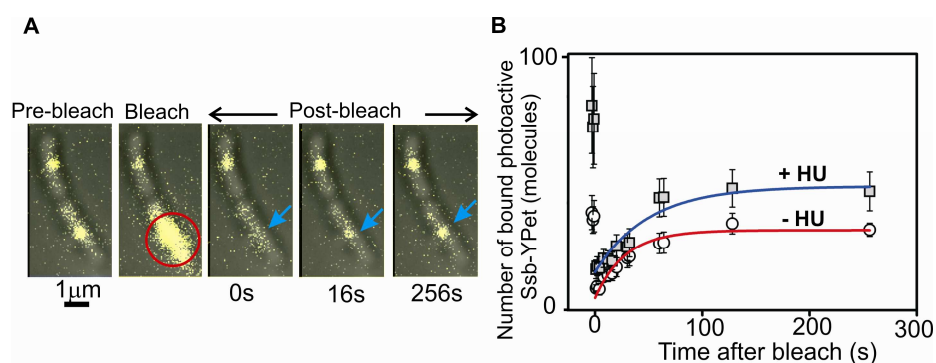 A
Pre-bleach
Bleach
Post-bleach
1μm
0s
16s
256s
B
Number of bound photoactive
Ssb-YPet (molecules)
100
0
+ HU
- HU
0
100
200
300
Time after bleach (s)